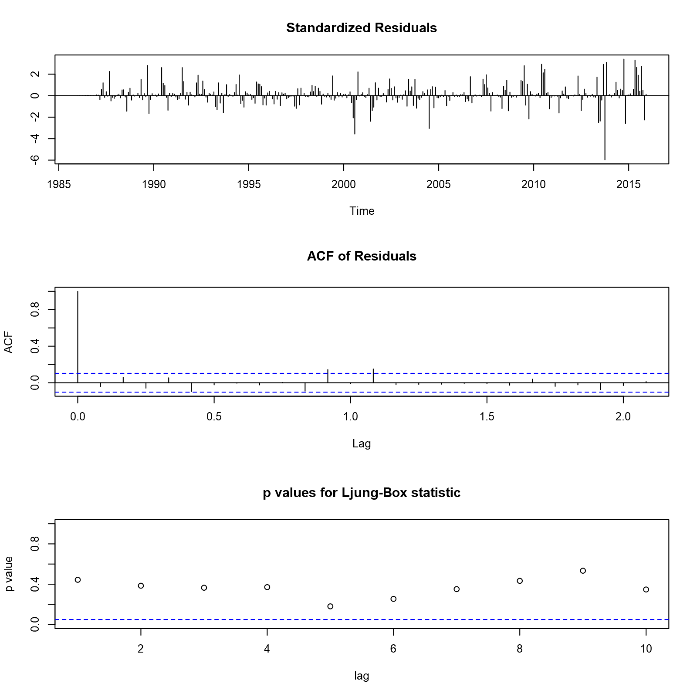 Standardized Residuals
2
0
-2
-4
-6
1985 1990 1995 2000 2005 2010 2015
Time
ACF of Residuals
ACF
0.8
0.4
0.0
0.0 0.5 1.0 1.5 2.0
Lag
p values for Ljung-Box statistic
p value
0.8
0.4
0.0
2 4 6 8 10
lag